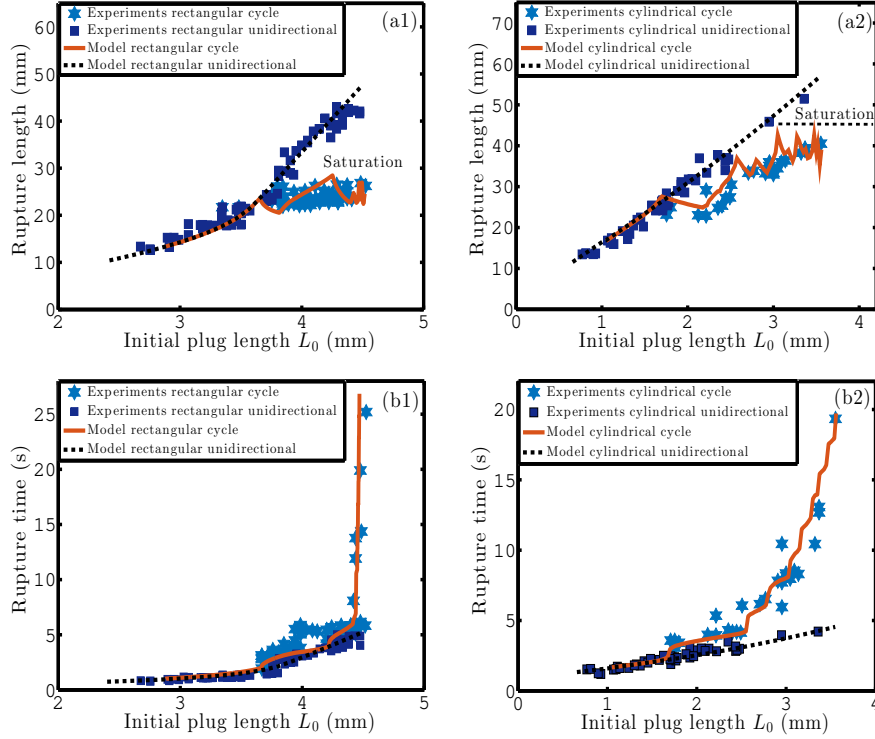 Experiments rectangular cycle
Experiments rectangular unidirectional
Model rectangular cycle
Model rectangular unidirectional
(a1)
Saturation
Rupture length (mm)
60
50
40
30
20
10
0
2 3 4 5
Initial plug length L0 (mm)
Experiments cylindrical cycle
Experiments cylindrical unidirectional
Model cylindrical cycle
Model cylindrical unidirectional
(a2)
Saturation
Rupture length (mm)
70
60
50
40
30
20
10
0
0 1 2 3 4
Initial plug length L0 (mm)
Experiments rectangular cycle
Experiments rectangular unidirectional
Model rectangular cycle
Model rectangular unidirectional
(b1)
Rupture time (s)
25
20
15
10
5
0
2 3 4 5
Initial plug length L0 (mm)
Experiments cylindrical cycle
Experiments cylindrical unidirectional
Model cylindrical cycle
Model cylindrical unidirectional
(b2)
Rupture time (s)
20
15
10
5
0
0 1 2 3 4
Initial plug length L0 (mm)